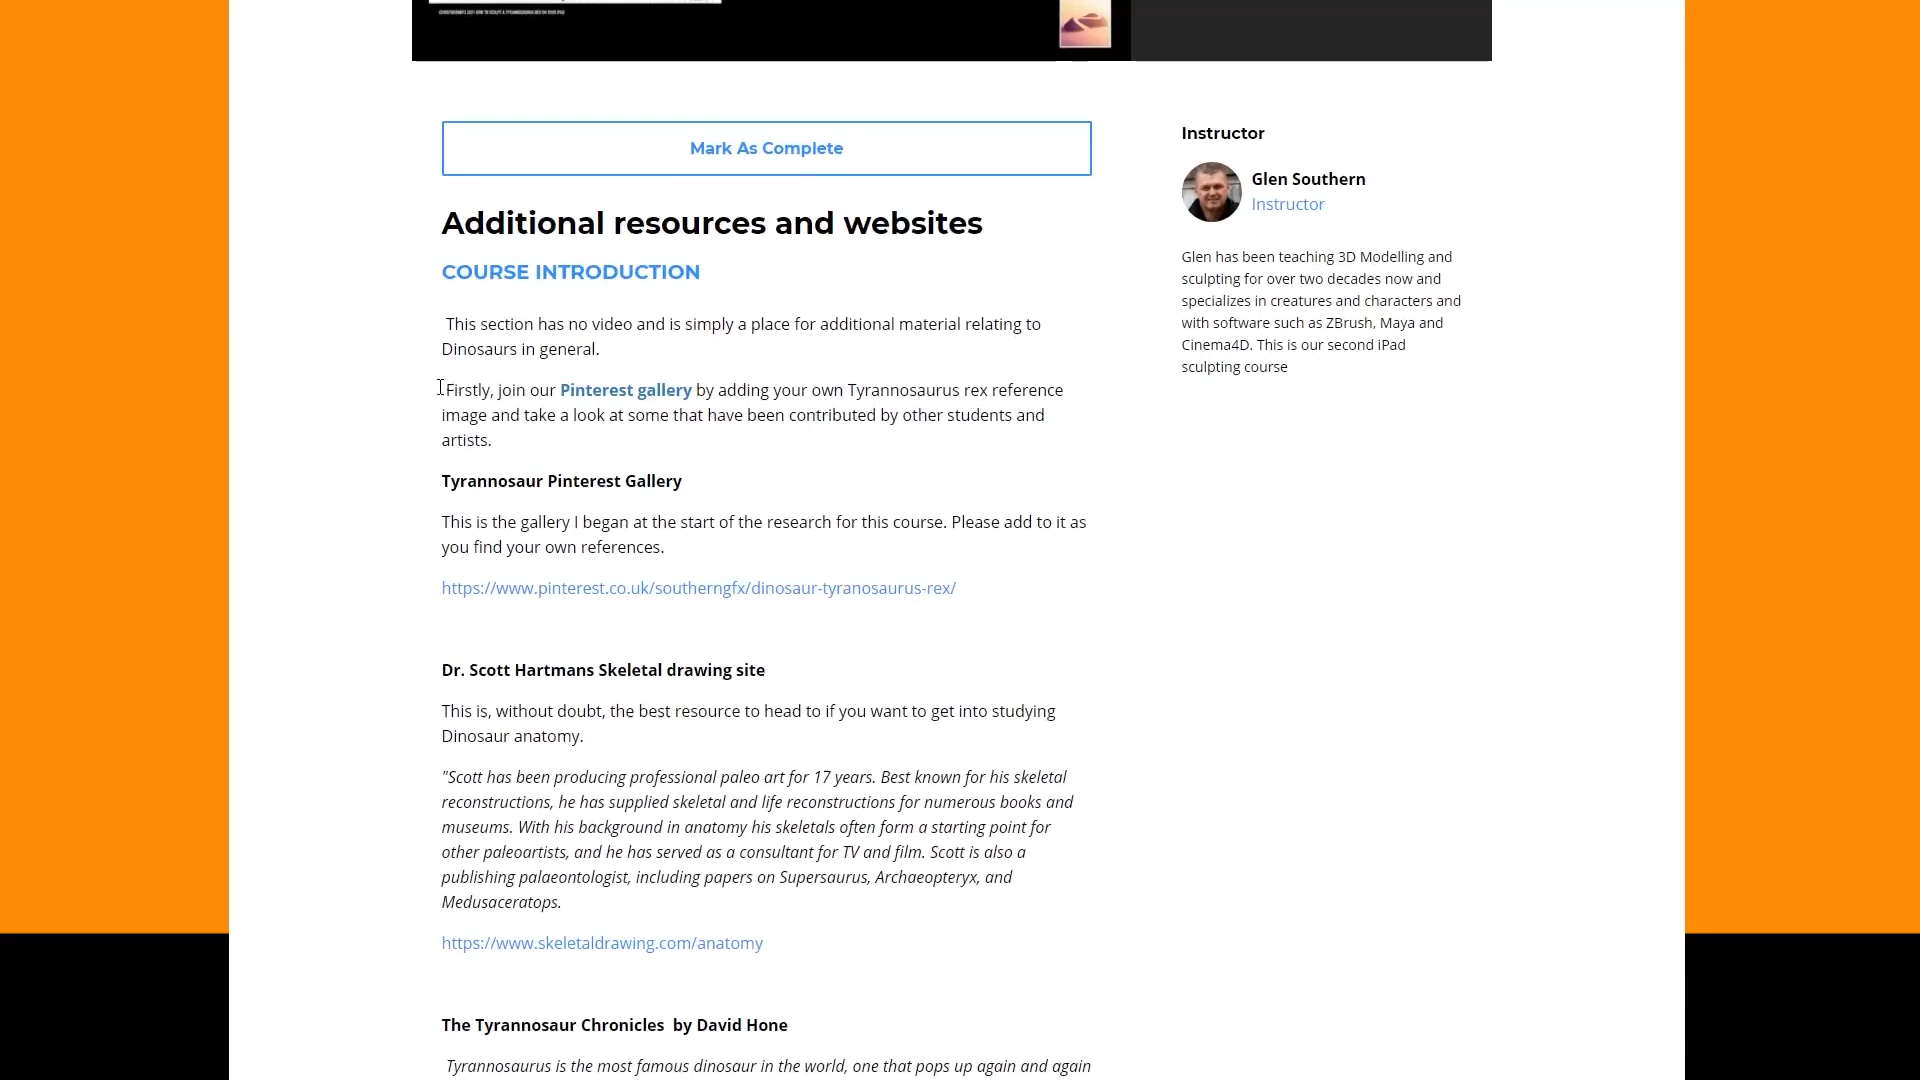 Mark As Complete
Additional resources and websites
COURSE INTRODUCTION
This section has no video and is simply a place for additional material relating to
Dinosaurs in general.
Firstly, join our Pinterest gallery by adding your own Tyrannosaurus rex reference
image and take a look at some that have been contributed by other students and
artists.
Tyrannosaur Pinterest Gallery
This is the gallery I began at the start of the research for this course. Please add to it as
you find your own references.
https://www.pinterest.co.uk/southerngfx/dinosaur-tyranosaurus-rex/
Dr. Scott Hartmans Skeletal drawing site
This is, without doubt, the best resource to head to if you want to get into studying
Dinosaur anatomy.
"Scott has been producing professional paleo art for 17 years. Best known for his skeletal
reconstructions, he has supplied skeletal and life reconstructions for numerous books and
museums. With his background in anatomy his skeletals often form a starting point for
other paleoartists, and he has served as a consultant for TV and film. Scott is also a
publishing palaeontologist, including papers on Supersaurus, Archaeopteryx, and
Medusaceratops.
https://www.skeletaldrawing.com/anatomy
The Tyrannosaur Chronicles  by David Hone
Tyrannosaurus is the most famous dinosaur in the world, one that pops up again and again
Instructor
Glen Southern
Instructor
Glen has been teaching 3D Modelling and
sculpting for over two decades now and
specializes in creatures and characters and
with software such as ZBrush, Maya and
Cinema4D. This is our second iPad
sculpting course